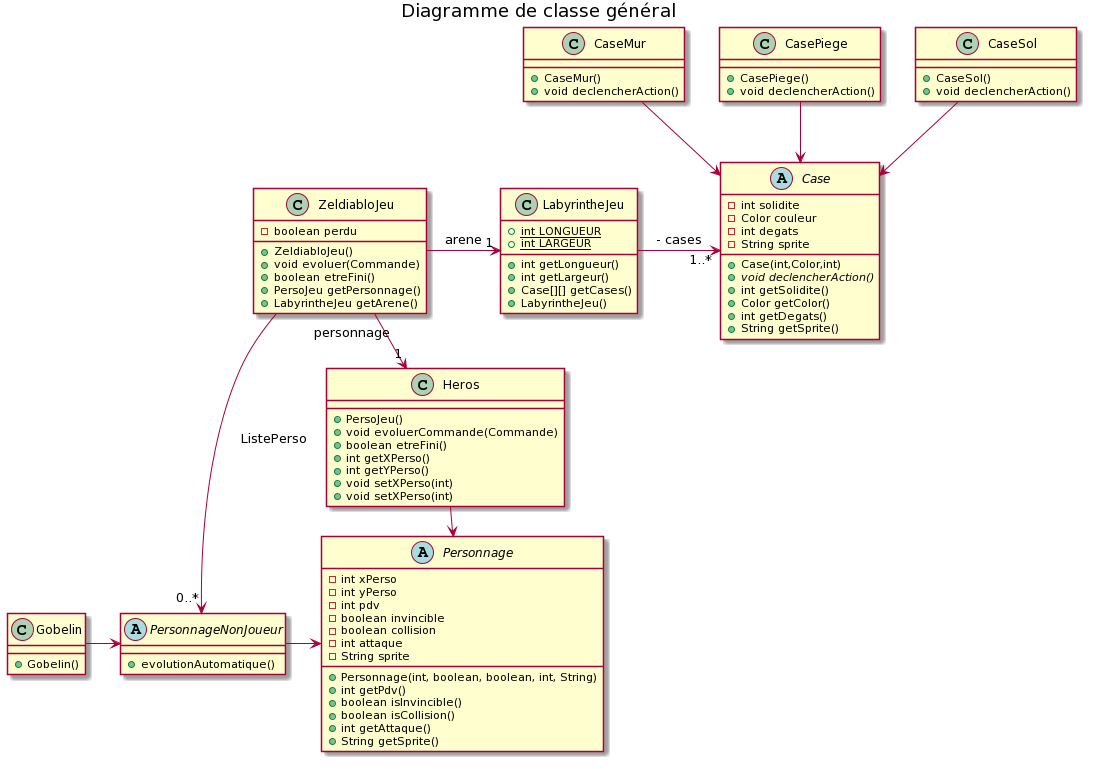 Diagramme de classe général
C CaseMur
CaseMur()
void declencherAction()
C CasePiege
CasePiege()
void declencherAction()
C CaseSol
CaseSol()
void declencherAction()
A Case
int solidite
Color couleur
int degats
String sprite
Case(int,Color,int)
void declencherAction()
int getSolidite()
Color getColor()
int getDegats()
String getSprite()
C ZeldiabloJeu
boolean perdu
ZeldiabloJeu()
void evoluer(Commande)
boolean etreFini()
PersoJeu getPersonnage()
LabyrintheJeu getArene()
arene 1
C LabyrintheJeu
int LONGUEUR
int LARGEUR
int getLongueur()
int getLargeur()
Case[][] getCases()
LabyrintheJeu()
- cases
1..*
personnage
1
C Heros
PersoJeu()
void evoluerCommande(Commande)
boolean etreFini()
int getXPerso()
int getYPerso()
void setXPerso(int)
void setXPerso(int)
ListePerso
0..*
C Gobelin
Gobelin()
A PersonnageNonJoueur
evolutionAutomatique()
A Personnage
int xPerso
int yPerso
int pdv
boolean invincible
boolean collision
int attaque
String sprite
Personnage(int, boolean, boolean, int, String)
int getPdv()
boolean isInvincible()
boolean isCollision()
int getAttaque()
String getSprite()